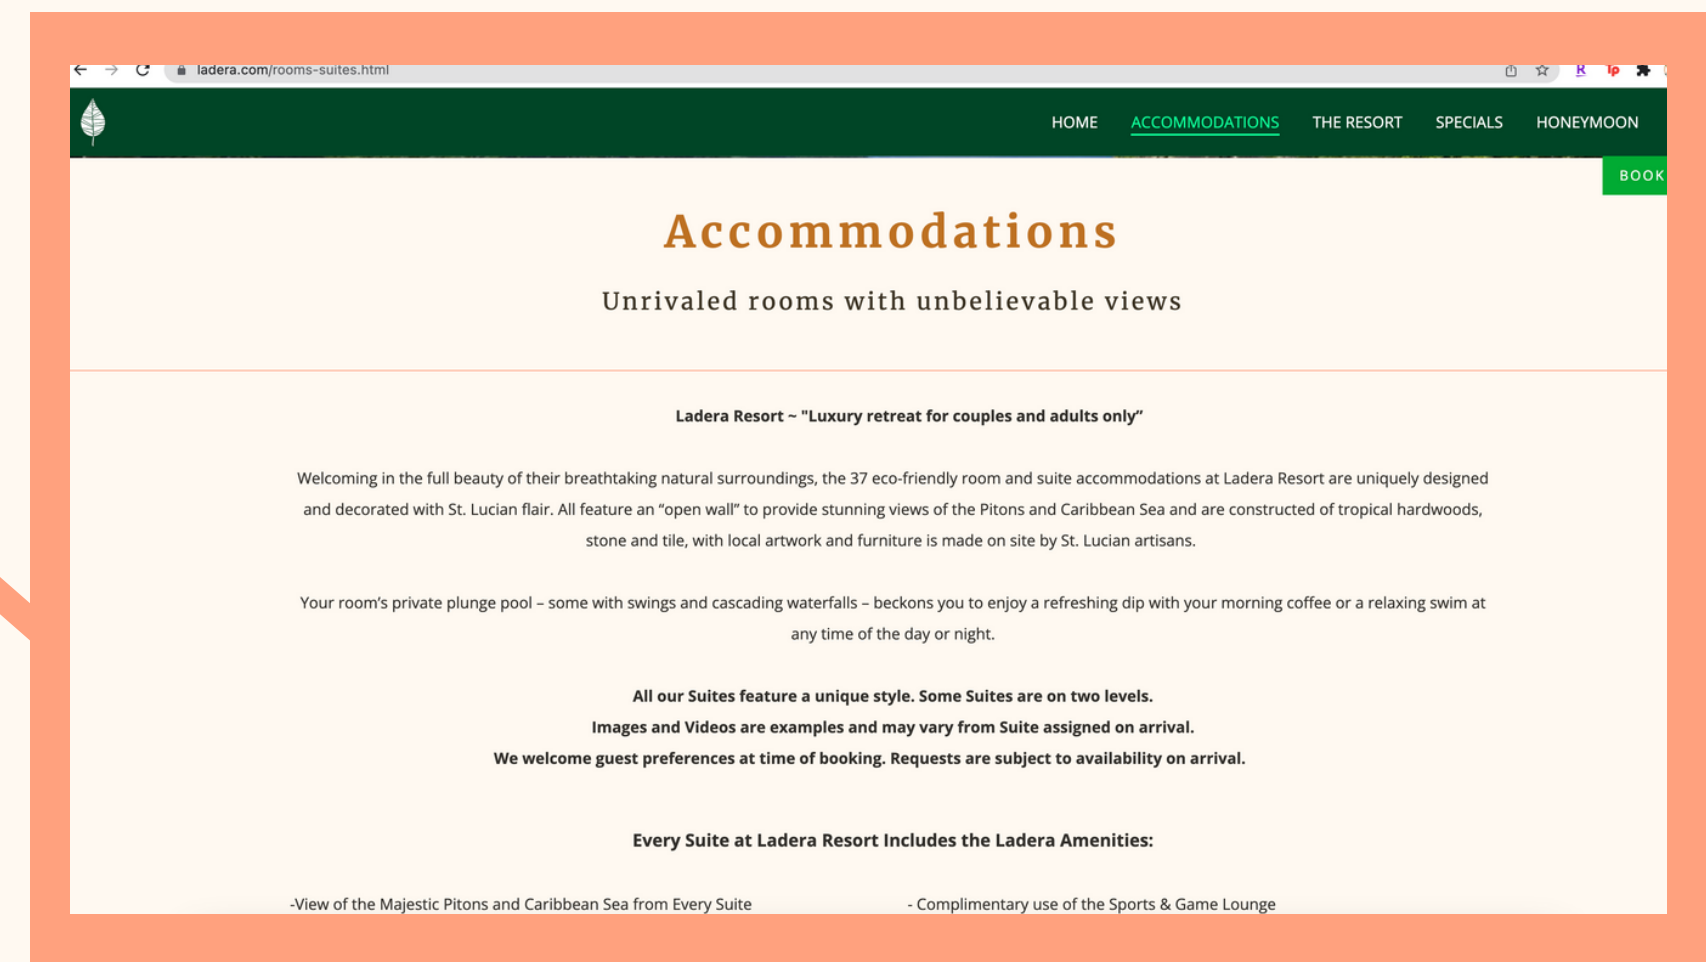 ladera.com/rooms-suites.html
R Tp
HOME ACCOMMODATIONS THE RESORT SPECIALS HONEYMOON
BOOK
Accommodations
Unrivaled rooms with unbelievable views
Ladera Resort ~ "Luxury retreat for couples and adults only”
Welcoming in the full beauty of their breathtaking natural surroundings, the 37 eco-friendly room and suite accommodations at Ladera Resort are uniquely designed
and decorated with St. Lucian flair. All feature an “open wall” to provide stunning views of the Pitons and Caribbean Sea and are constructed of tropical hardwoods,
stone and tile, with local artwork and furniture is made on site by St. Lucian artisans.
Your room’s private plunge pool – some with swings and cascading waterfalls – beckons you to enjoy a refreshing dip with your morning coffee or a relaxing swim at
any time of the day or night.
All our Suites feature a unique style. Some Suites are on two levels.
Images and Videos are examples and may vary from Suite assigned on arrival.
We welcome guest preferences at time of booking. Requests are subject to availability on arrival.
Every Suite at Ladera Resort Includes the Ladera Amenities:
-View of the Majestic Pitons and Caribbean Sea from Every Suite
- Complimentary use of the Sports & Game Lounge